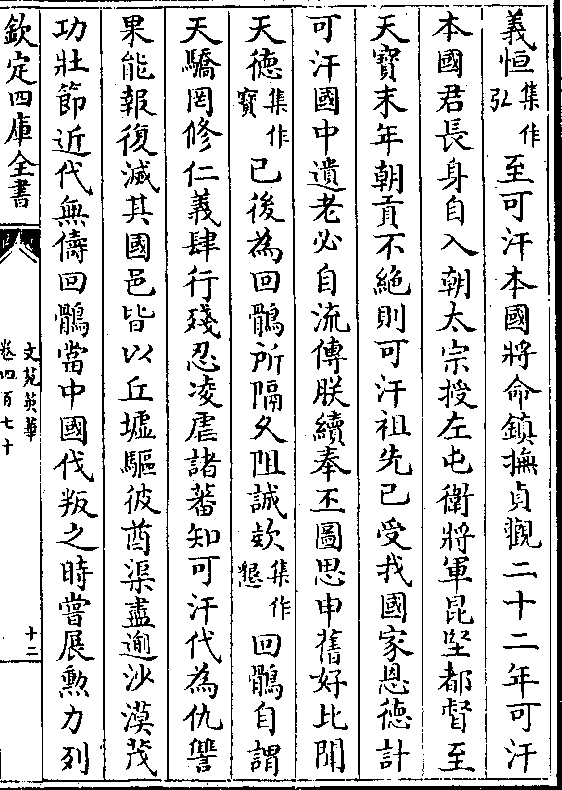 義恒集作弘至可汗本國將命鎮撫貞觀二十二年可汗
本國君長身自入朝太宗授左屯衛將軍昆堅都督至
天寳末年朝貢不絶則可汗祖先已受我國家恩德計
可汗國中遺老必自流傳朕續奉丕圖思申舊好比聞
天德集作寳已後為回鶻所隔久阻誠欵集作懇回鶻自謂
天驕罔修仁義肆行殘忍凌虐諸蕃知可汗代為仇讐
果能報復滅其國邑皆以丘墟驅彼酋渠盡逾沙漠茂
功壯節近代無儔回鶻當中國伐叛之時嘗展勲力列
欽定四庫全書
文苑英華
卷四百七十
十二